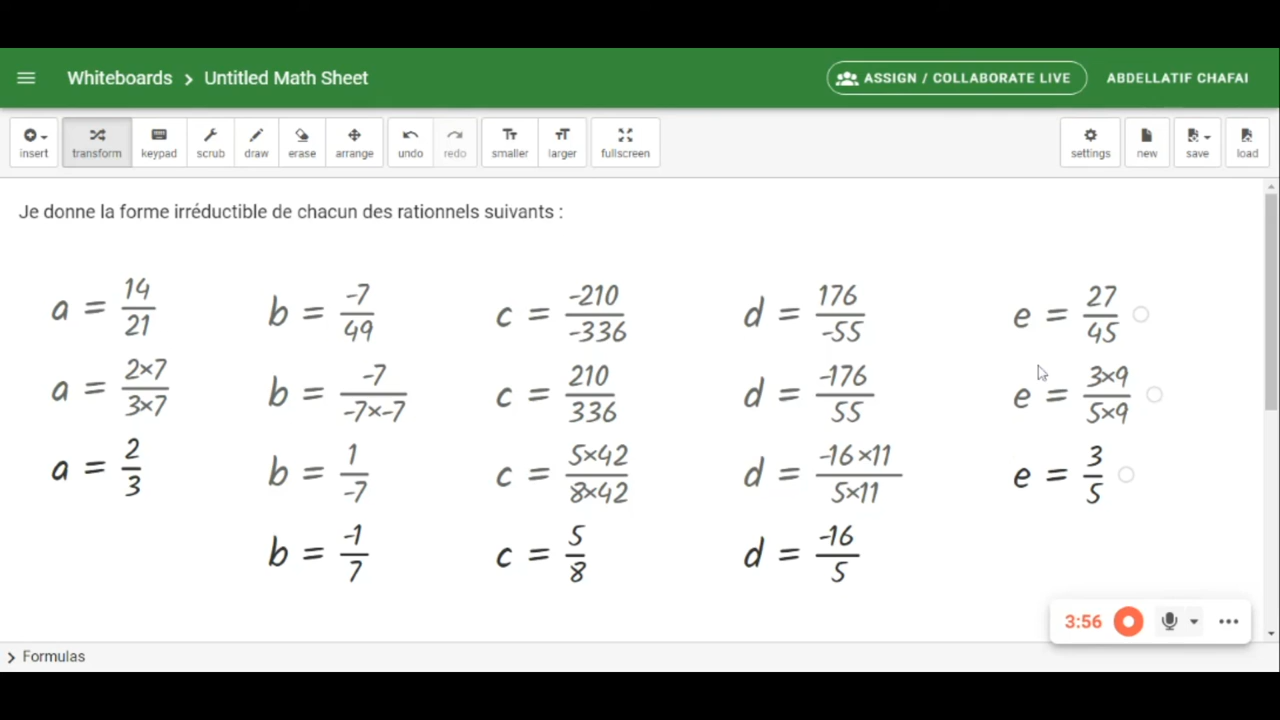 Whiteboards > Untitled Math Sheet
ASSIGN / COLLABORATE LIVE
ABDELLATIF CHAFAI
insert transform keypad scrub draw erase arrange undo redo smaller larger fullscreen settings new save load
Je donne la forme irréductible de chacun des rationnels suivants :
a = 14/21
a = 2×7/3×7
a = 2/3
b = -7/49
b = -7/-7×-7
b = 1/-7
b = -1/7
c = -210/-336
c = 210/336
c = 5×42/8×42
c = 5/8
d = 176/-55
d = -176/55
d = -16×11/5×11
d = -16/5
e = 27/45
e = 3×9/5×9
e = 3/5
3:56
> Formulas